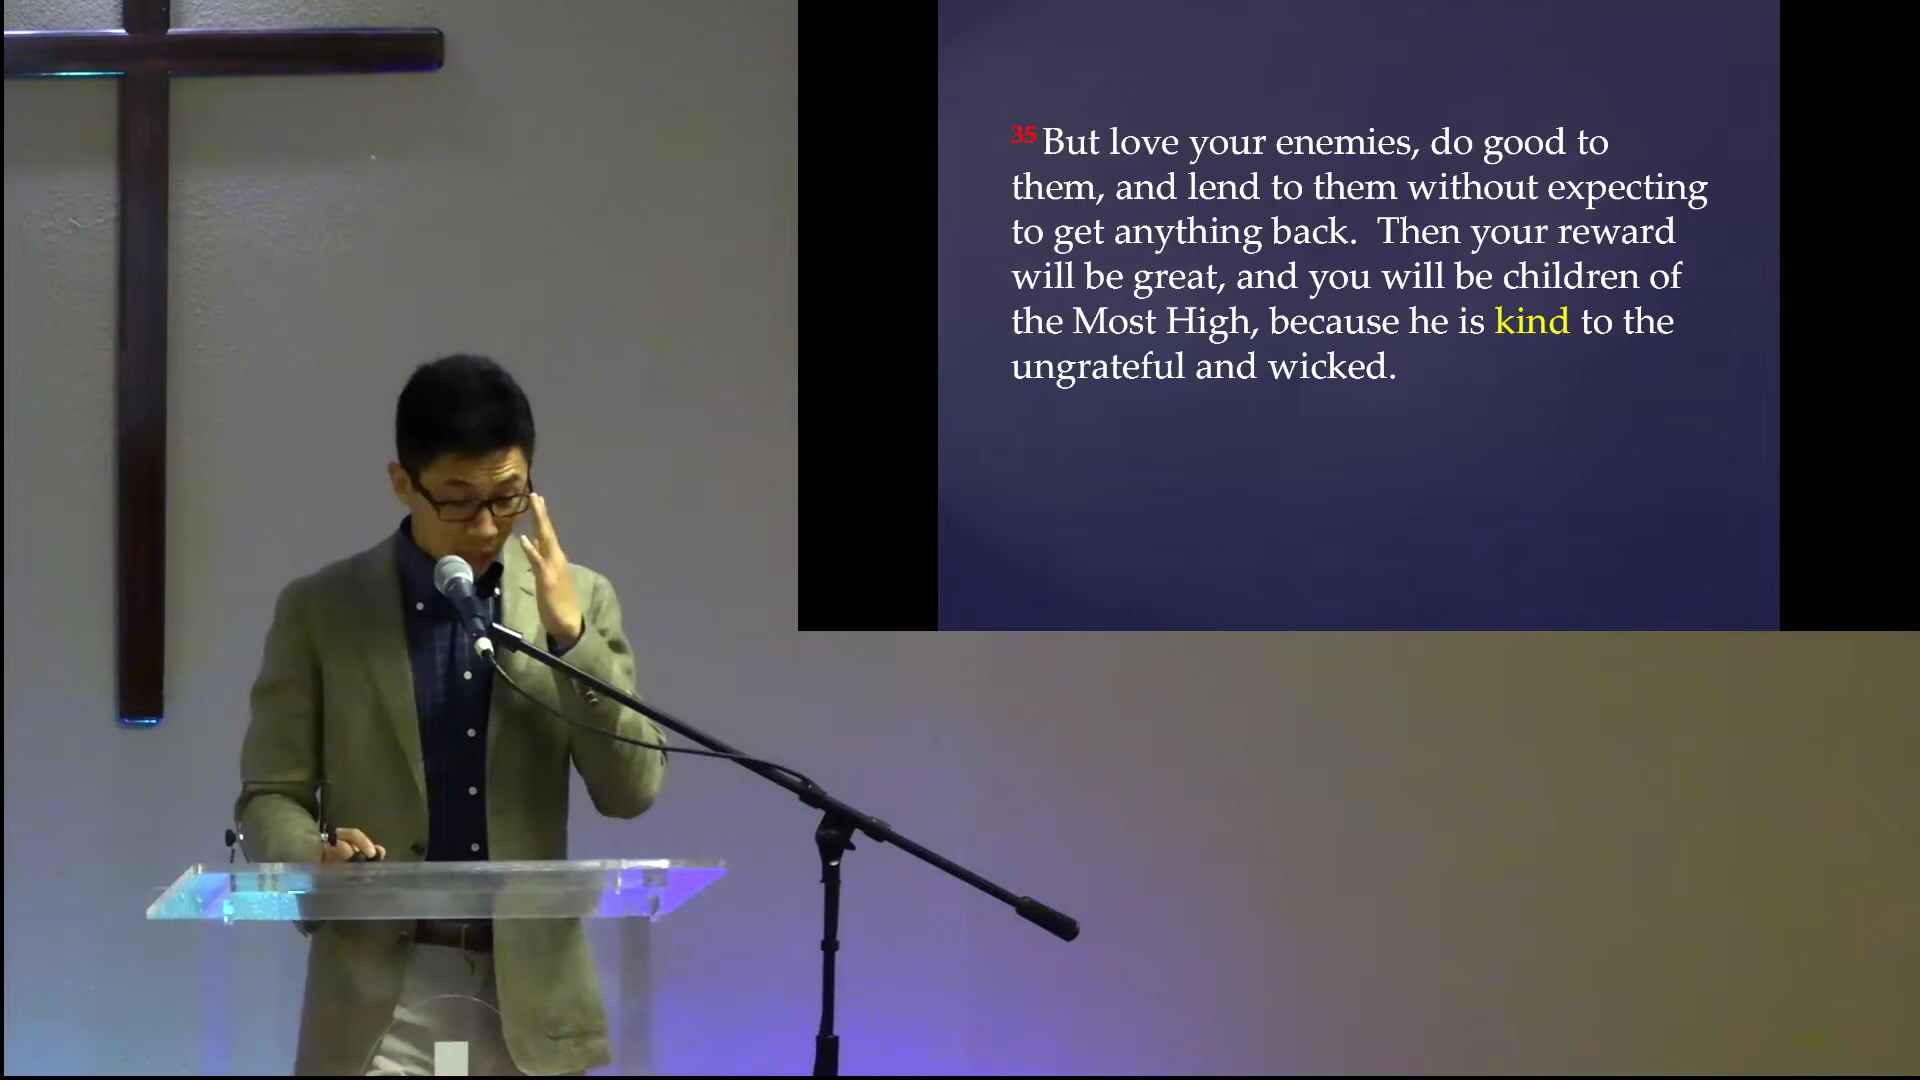 35 But love your enemies, do good to
them, and lend to them without expecting
to get anything back.  Then your reward
will be great, and you will be children of
the Most High, because he is kind to the
ungrateful and wicked.